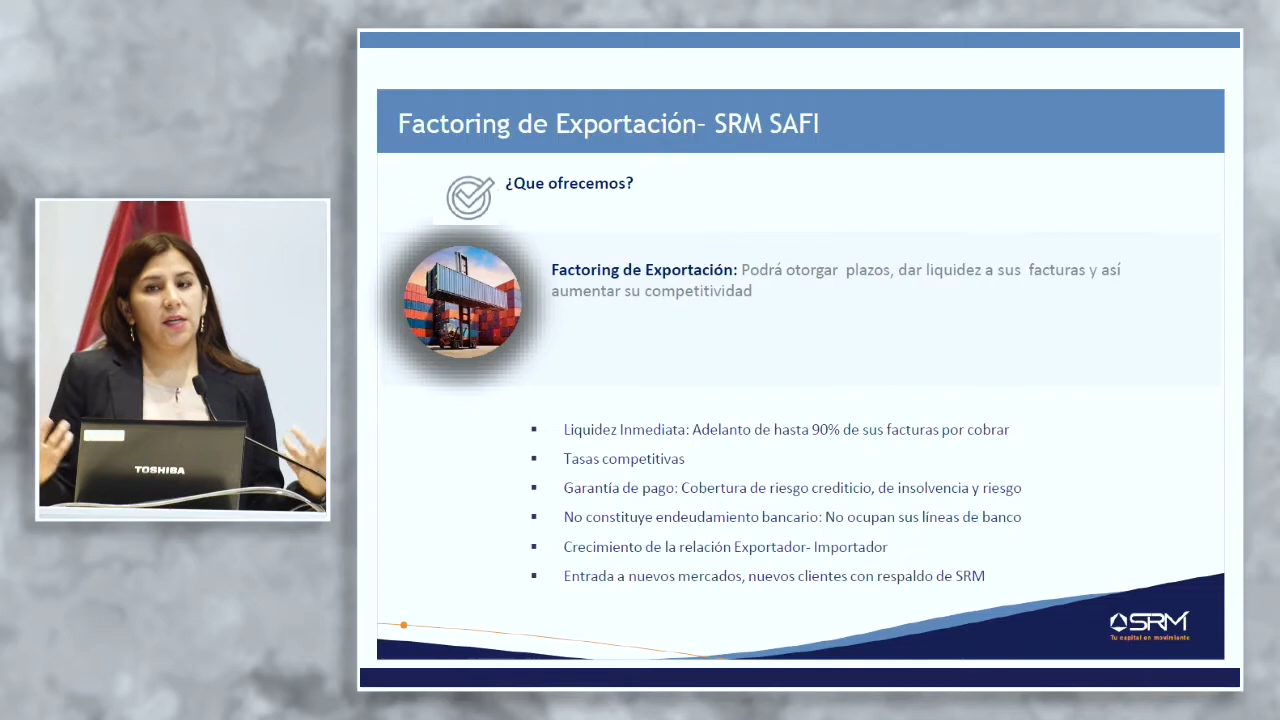 Factoring de Exportación– SRM SAFI
¿Que ofrecemos?
Factoring de Exportación: Podrá otorgar plazos, dar liquidez a sus facturas y así
aumentar su competitividad
▪ Liquidez Inmediata: Adelanto de hasta 90% de sus facturas por cobrar
▪ Tasas competitivas
▪ Garantía de pago: Cobertura de riesgo crediticio, de insolvencia y riesgo
▪ No constituye endeudamiento bancario: No ocupan sus líneas de banco
▪ Crecimiento de la relación Exportador- Importador
▪ Entrada a nuevos mercados, nuevos clientes con respaldo de SRM
SRM
Tu capital en movimiento
TOSHIBA